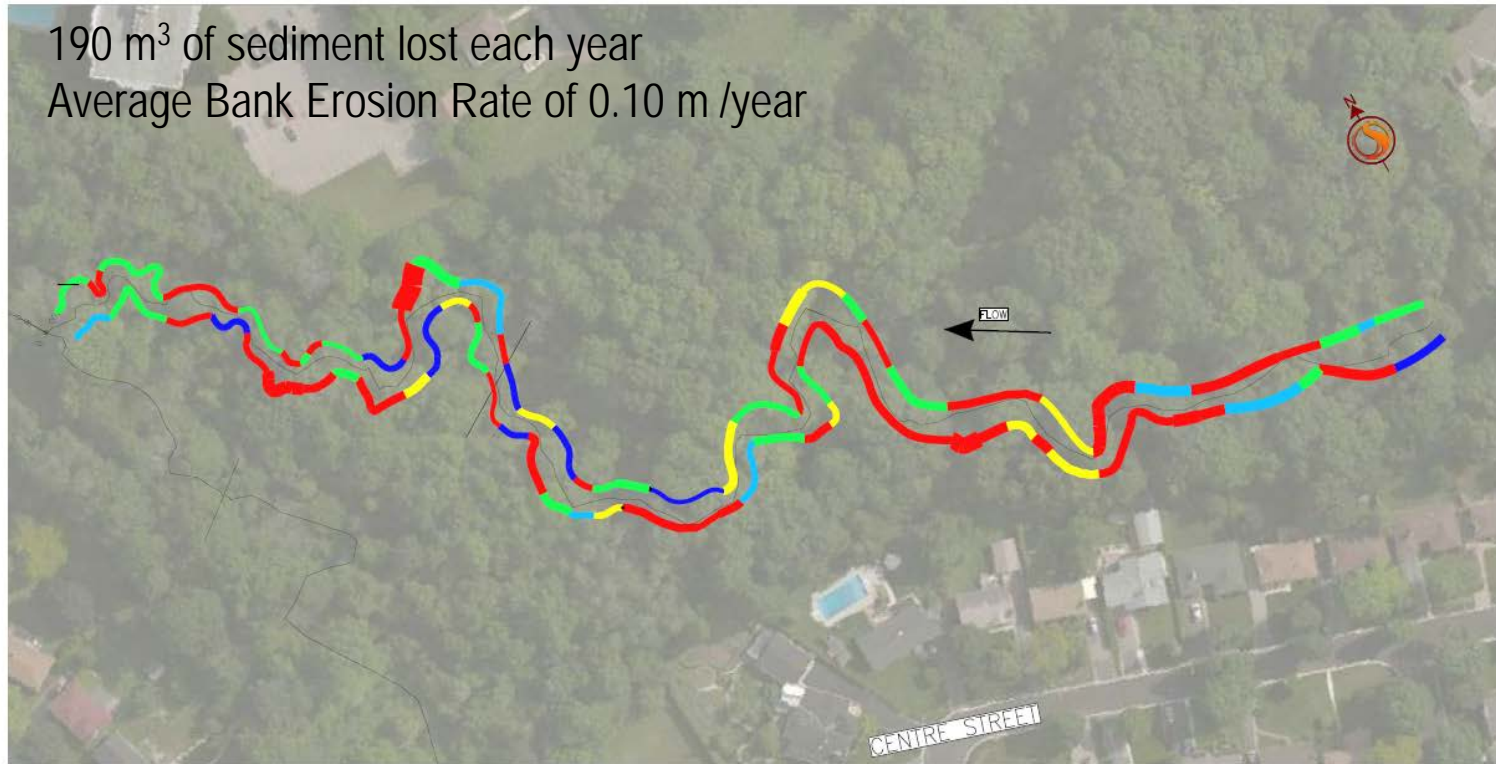 190 m³ of sediment lost each year
Average Bank Erosion Rate of 0.10 m /year
N
FLOW
CENTRE STREET